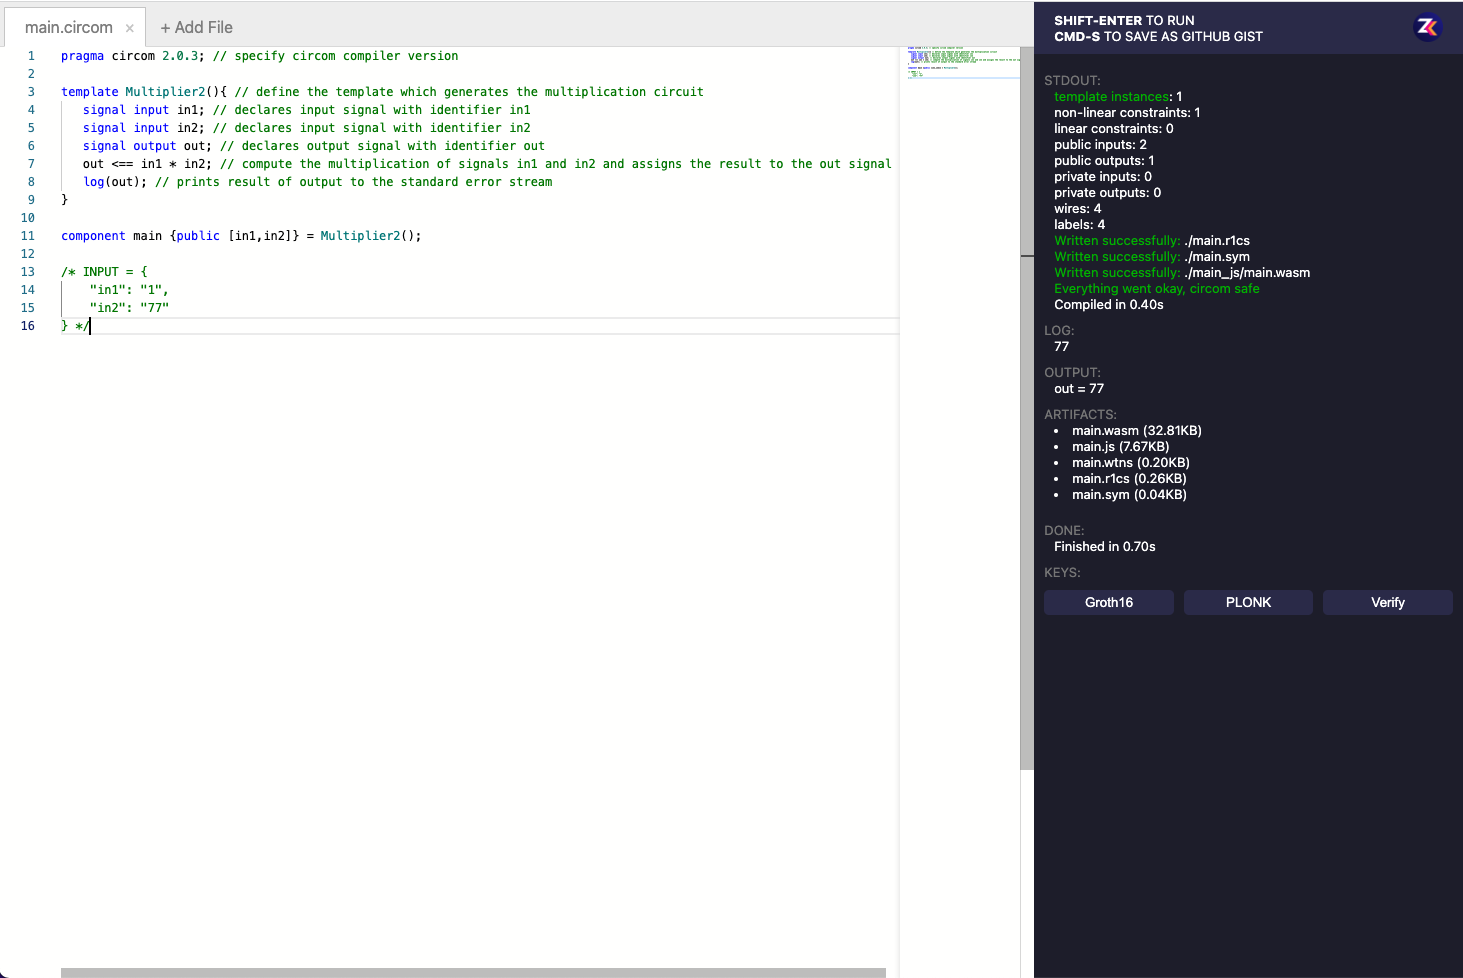 main.circom × + Add File
1 pragma circom 2.0.3; // specify circom compiler version
2
3 template Multiplier2(){ // define the template which generates the multiplication circuit
4 signal input in1; // declares input signal with identifier in1
5 signal input in2; // declares input signal with identifier in2
6 signal output out; // declares output signal with identifier out
7 out <== in1 * in2; // compute the multiplication of signals in1 and in2 and assigns the result to the out signal
8 log(out); // prints result of output to the standard error stream
9 }
10
11 component main {public [in1,in2]} = Multiplier2();
12
13 /* INPUT = {
14 "in1": "1",
15 "in2": "77"
16 } */
SHIFT-ENTER TO RUN
CMD-S TO SAVE AS GITHUB GIST
STDOUT:
template instances: 1
non-linear constraints: 1
linear constraints: 0
public inputs: 2
public outputs: 1
private inputs: 0
private outputs: 0
wires: 4
labels: 4
Written successfully: ./main.r1cs
Written successfully: ./main.sym
Written successfully: ./main_js/main.wasm
Everything went okay, circom safe
Compiled in 0.40s
LOG:
77
OUTPUT:
out = 77
ARTIFACTS:
• main.wasm (32.81KB)
• main.js (7.67KB)
• main.wtns (0.20KB)
• main.r1cs (0.26KB)
• main.sym (0.04KB)
DONE:
Finished in 0.70s
KEYS:
Groth16 PLONK Verify